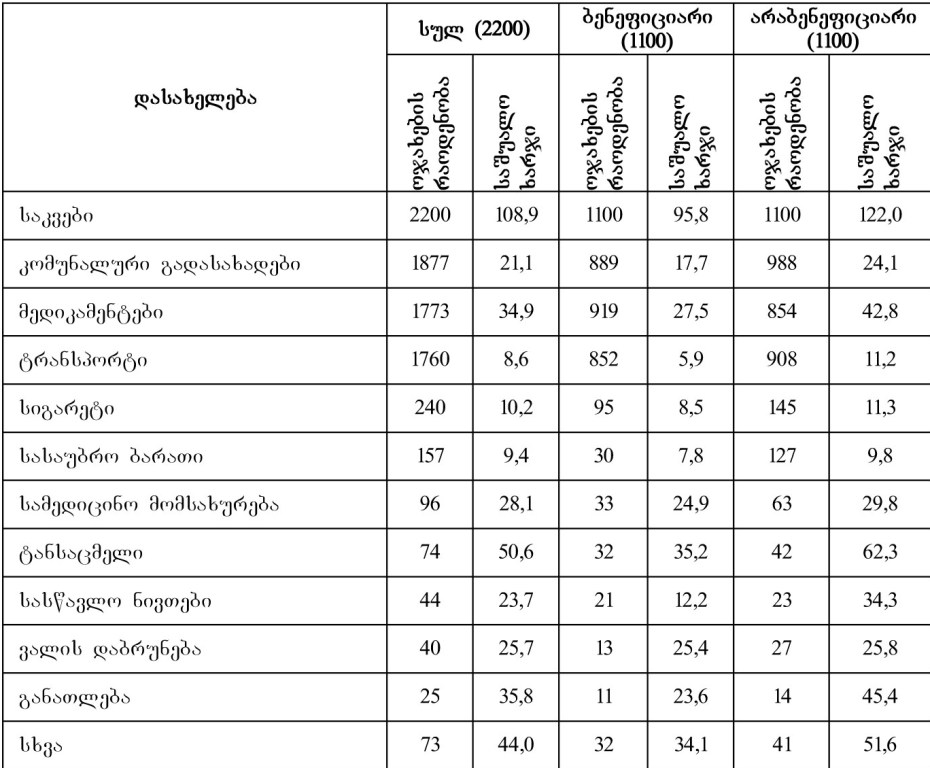 დასახელება
სულ (2200)
ბენეფიციარი
(1100)
არაბენეფიციარი
(1100)
ოჯახების
რაოდენობა
საშუალო
ხარჯი
ოჯახების
რაოდენობა
საშუალო
ხარჯი
ოჯახების
რაოდენობა
საშუალო
ხარჯი
საკვები 2200 108,9 1100 95,8 1100 122,0
კომუნალური გადასახადები 1877 21,1 889 17,7 988 24,1
მედიკამენტები 1773 34,9 919 27,5 854 42,8
ტრანსპორტი 1760 8,6 852 5,9 908 11,2
სიგარეტი 240 10,2 95 8,5 145 11,3
სასაუბრო ბარათი 157 9,4 30 7,8 127 9,8
სამედიცინო მომსახურება 96 28,1 33 24,9 63 29,8
ტანსაცმელი 74 50,6 32 35,2 42 62,3
სასწავლო ნივთები 44 23,7 21 12,2 23 34,3
ვალის დაბრუნება 40 25,7 13 25,4 27 25,8
განათლება 25 35,8 11 23,6 14 45,4
სხვა 73 44,0 32 34,1 41 51,6